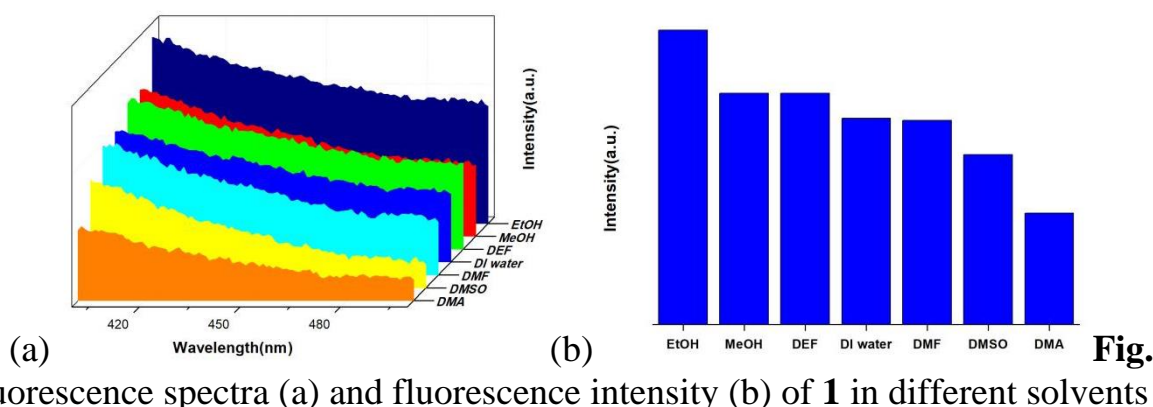 Intensity(a.u.)
EtOH
MeOH
DEF
DI water
DMF
DMSO
DMA
420 450 480
Wavelength(nm)
(a)
Intensity(a.u.)
EtOH MeOH DEF DI water DMF DMSO DMA
(b)
Fig.
uorescence spectra (a) and fluorescence intensity (b) of 1 in different solvents